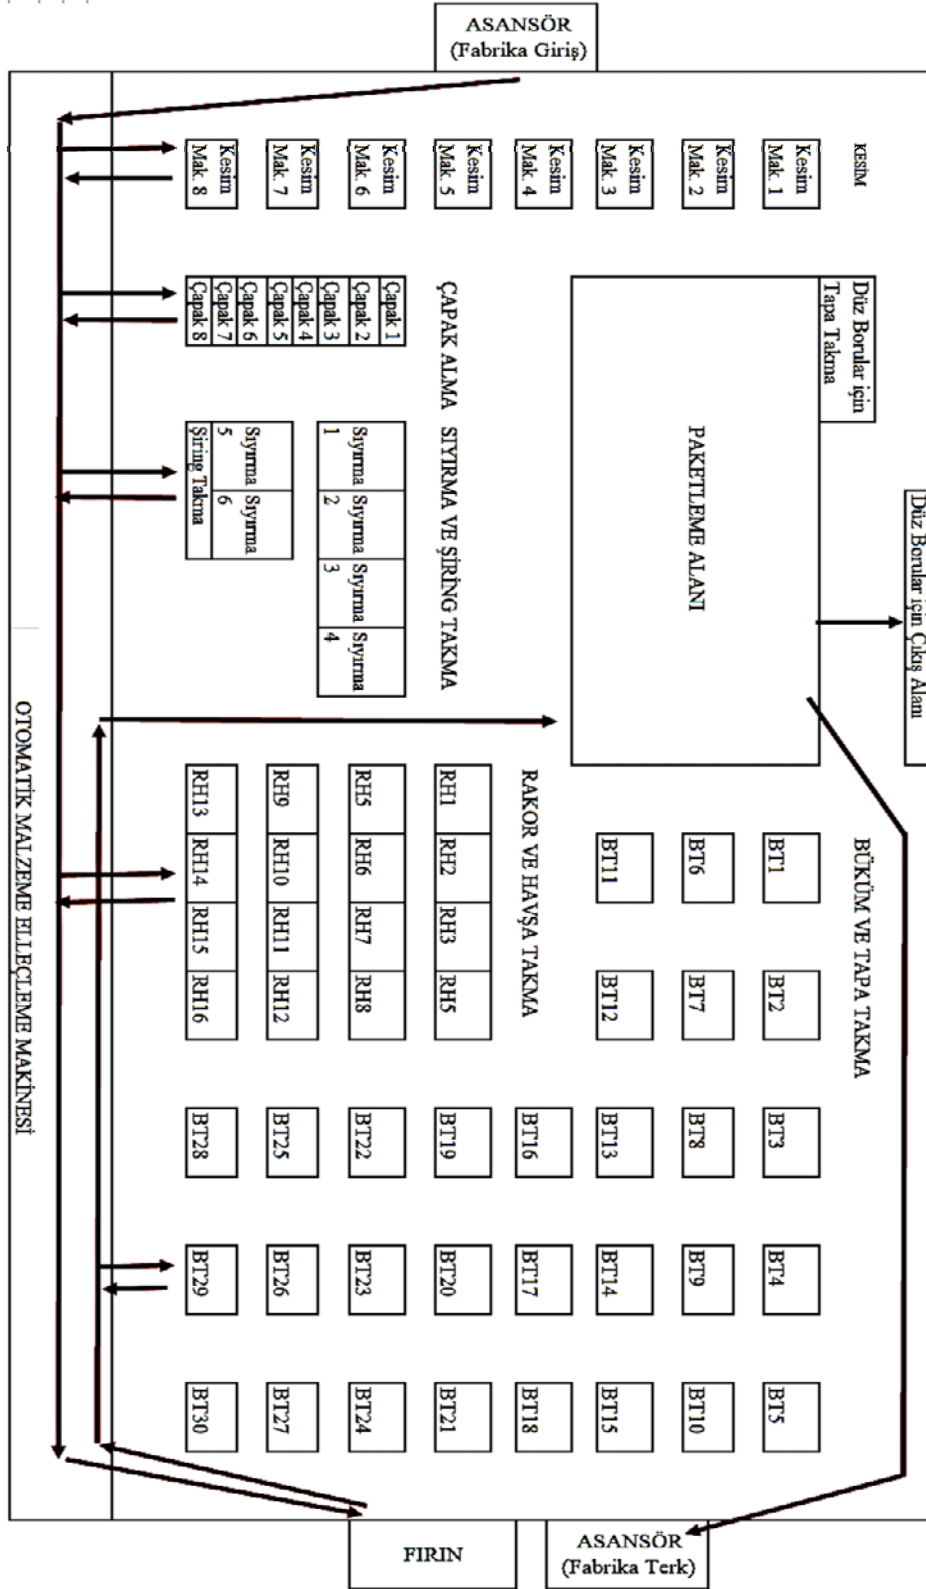 ASANSÖR
(Fabrika Giriş)
KESİM
Kesim
Mak. 1
Kesim
Mak. 2
Kesim
Mak. 3
Kesim
Mak. 4
Kesim
Mak. 5
Kesim
Mak. 6
Kesim
Mak. 7
Kesim
Mak. 8
Düz Borular için
Tapa Takma
Düz Borular için Çıkış Alanı
PAKETLEME ALANI
ÇAPAK ALMA
Çapak 1
Çapak 2
Çapak 3
Çapak 4
Çapak 5
Çapak 6
Çapak 7
Çapak 8
SIYIRMA VE ŞİRİNG TAKMA
Sıyırma
1
Sıyırma
2
Sıyırma
3
Sıyırma
4
Sıyırma
5
Sıyırma
6
Şiring Takma
RAKOR VE HAVŞA TAKMA
RH1
RH2
RH3
RH5
RH5
RH6
RH7
RH8
RH9
RH10
RH11
RH12
RH13
RH14
RH15
RH16
BÜKÜM VE TAPA TAKMA
BT1
BT2
BT3
BT4
BT5
BT6
BT7
BT8
BT9
BT10
BT11
BT12
BT13
BT14
BT15
BT16
BT17
BT18
BT19
BT20
BT21
BT22
BT23
BT24
BT25
BT26
BT27
BT28
BT29
BT30
OTOMATİK MALZEME ELLEÇLEME MAKİNESİ
FIRIN
ASANSÖR
(Fabrika Terk)